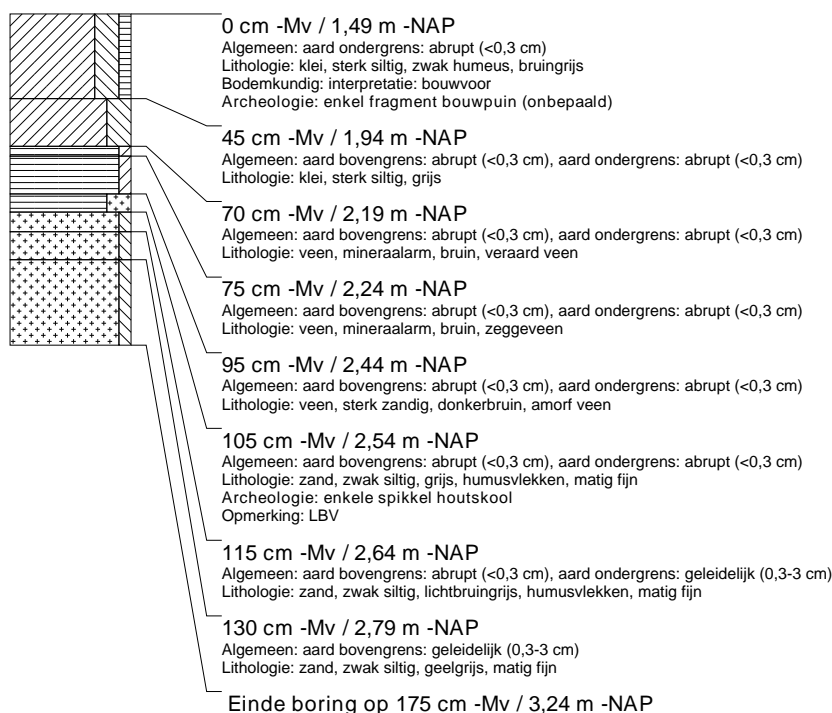 0 cm -Mv / 1,49 m -NAP
Algemeen: aard ondergrens: abrupt (<0,3 cm)
Lithologie: klei, sterk siltig, zwak humeus, bruingrijs
Bodemkundig: interpretatie: bouwvoor
Archeologie: enkel fragment bouwpuin (onbepaald)
45 cm -Mv / 1,94 m -NAP
Algemeen: aard bovengrens: abrupt (<0,3 cm), aard ondergrens: abrupt (<0,3 cm)
Lithologie: klei, sterk siltig, grijs
70 cm -Mv / 2,19 m -NAP
Algemeen: aard bovengrens: abrupt (<0,3 cm), aard ondergrens: abrupt (<0,3 cm)
Lithologie: veen, mineraalarm, bruin, veraard veen
75 cm -Mv / 2,24 m -NAP
Algemeen: aard bovengrens: abrupt (<0,3 cm), aard ondergrens: abrupt (<0,3 cm)
Lithologie: veen, mineraalarm, bruin, zeggeveen
95 cm -Mv / 2,44 m -NAP
Algemeen: aard bovengrens: abrupt (<0,3 cm), aard ondergrens: abrupt (<0,3 cm)
Lithologie: veen, sterk zandig, donkerbruin, amorf veen
105 cm -Mv / 2,54 m -NAP
Algemeen: aard bovengrens: abrupt (<0,3 cm), aard ondergrens: abrupt (<0,3 cm)
Lithologie: zand, zwak siltig, grijs, humusvlekken, matig fijn
Archeologie: enkele spikkel houtskool
Opmerking: LBV
115 cm -Mv / 2,64 m -NAP
Algemeen: aard bovengrens: abrupt (<0,3 cm), aard ondergrens: geleidelijk (0,3-3 cm)
Lithologie: zand, zwak siltig, lichtbruingrijs, humusvlekken, matig fijn
130 cm -Mv / 2,79 m -NAP
Algemeen: aard bovengrens: geleidelijk (0,3-3 cm)
Lithologie: zand, zwak siltig, geelgrijs, matig fijn
Einde boring op 175 cm -Mv / 3,24 m -NAP